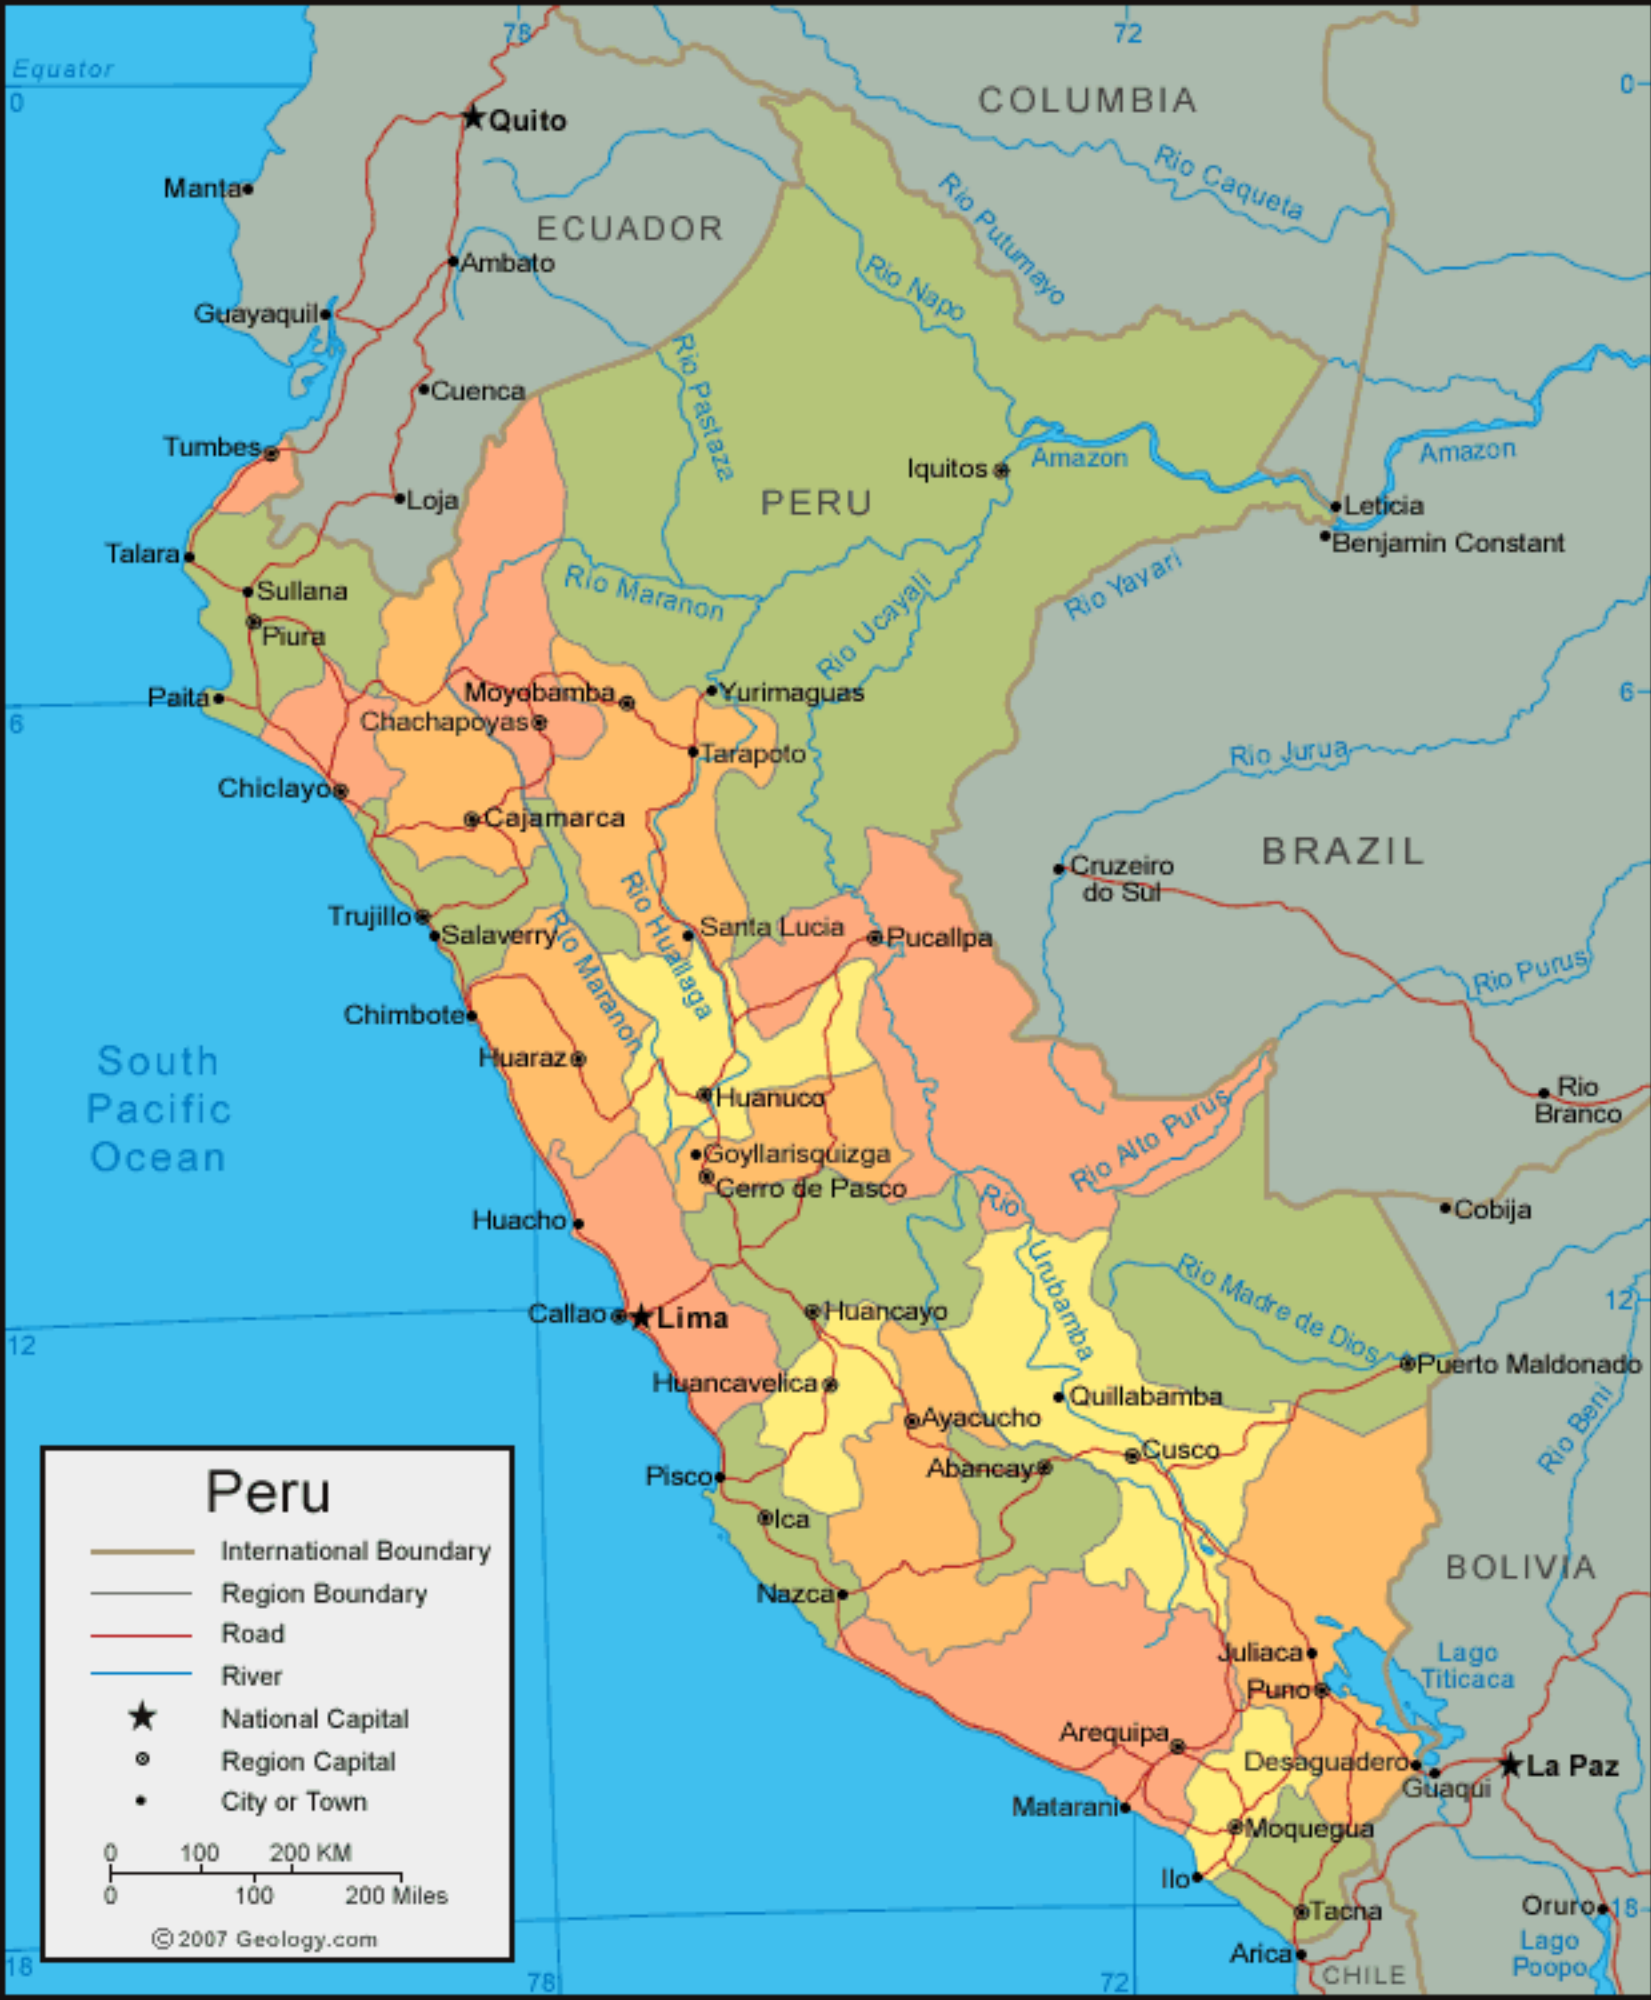 78
72
Equator
0
0
COLUMBIA
Quito
Rio Caqueta
Manta
Rio Putumayo
ECUADOR
Ambato
Rio Napo
Guayaquil
Rio Pastaza
Cuenca
Tumbes
Amazon
Amazon
Iquitos
PERU
Loja
Leticia
Talara
Benjamin Constant
Rio Maranon
Rio Yavari
Sullana
Rio Ucayali
Piura
Paita
Moyobamba
Yurimaguas
6
6
Chachapoyas
Tarapoto
Rio Jurua
Chiclayo
Cajamarca
BRAZIL
Cruzeiro
do Sul
Trujillo
Rio Huallaga
Santa Lucia
Pucallpa
Salaverry
Rio Maranon
Rio Purus
Chimbote
South
Pacific
Ocean
Huaraz
Huanuco
Rio
Branco
Rio Alto Purus
Goyllarisquizga
Cerro de Pasco
Rio
Urubamba
Huacho
Cobija
Rio Madre de Dios
12
Callao
Lima
Huancayo
12
Puerto Maldonado
Huancavelica
Quillabamba
Rio Beni
Ayacucho
Cusco
Abancay
Pisco
Ica
BOLIVIA
Nazca
Juliaca
Lago
Titicaca
Puno
Arequipa
Desaguadero
La Paz
Guaqui
Matarani
Moquegua
Ilo
Tacna
Oruro
18
Arica
Lago
Poopo
CHILE
18
78
72
Peru
International Boundary
Region Boundary
Road
River
National Capital
Region Capital
City or Town
0 100 200 KM
0 100 200 Miles
© 2007 Geology.com